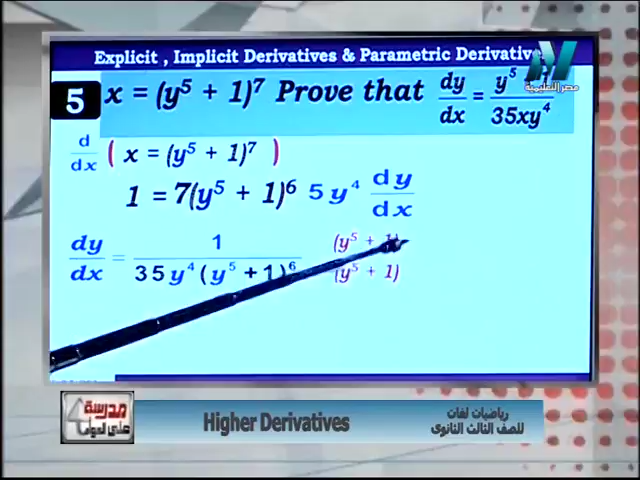 Explicit , Implicit Derivatives & Parametric Derivative
مصر التعليمية
5
x = (y⁵ + 1)⁷ Prove that dy/dx = y⁵ + 1/35xy⁴
d/dx ( x = (y⁵ + 1)⁷ )
1 = 7(y⁵ + 1)⁶ 5y⁴ dy/dx
dy/dx = 1/35y⁴(y⁵ + 1)⁶ (y⁵ + 1)/(y⁵ + 1)
مدرسة
على الهواء
Higher Derivatives
رياضيات لغات
للصف الثالث الثانوى